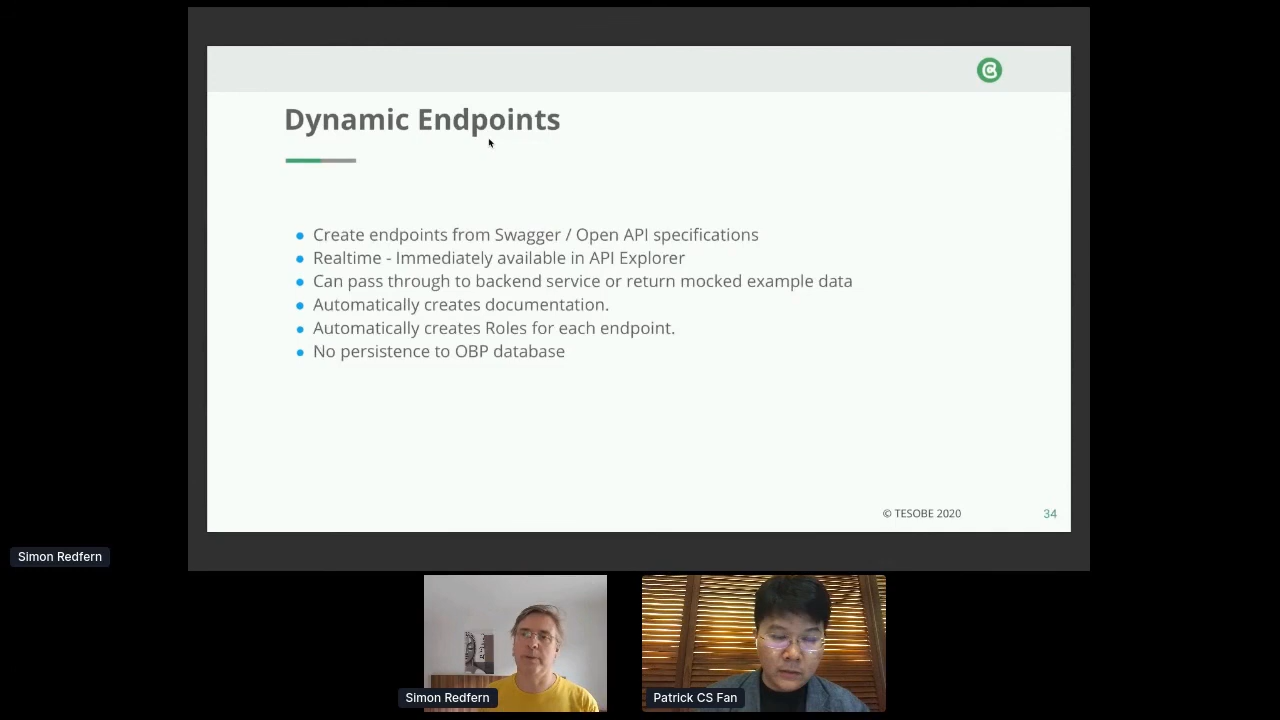 Dynamic Endpoints
Create endpoints from Swagger / Open API specifications
Realtime - Immediately available in API Explorer
Can pass through to backend service or return mocked example data
Automatically creates documentation.
Automatically creates Roles for each endpoint.
No persistence to OBP database
© TESOBE 2020
34
Simon Redfern
Simon Redfern
Patrick CS Fan